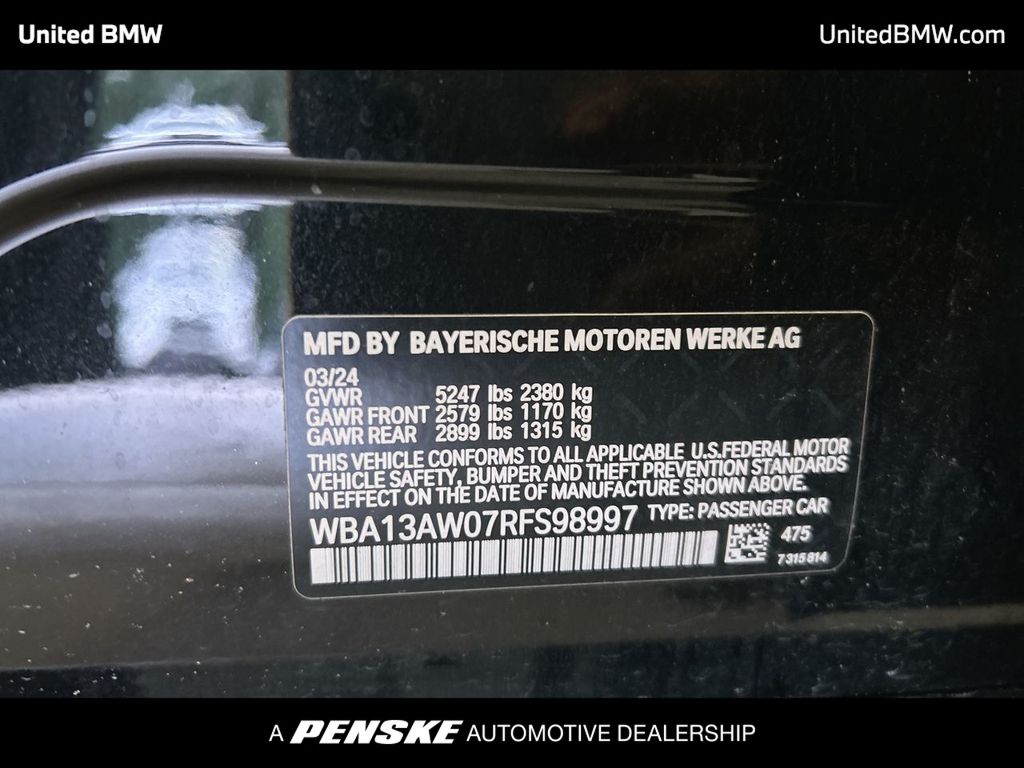 United BMW
UnitedBMW.com
MFD BY BAYERISCHE MOTOREN WERKE AG
03/24
GVWR 5247 lbs 2380 kg
GAWR FRONT 2579 lbs 1170 kg
GAWR REAR 2899 lbs 1315 kg
THIS VEHICLE CONFORMS TO ALL APPLICABLE U.S.FEDERAL MOTOR
VEHICLE SAFETY, BUMPER AND THEFT PREVENTION STANDARDS
IN EFFECT ON THE DATE OF MANUFACTURE SHOWN ABOVE.
WBA13AW07RFS98997 TYPE: PASSENGER CAR
475
7315814
A PENSKE AUTOMOTIVE DEALERSHIP